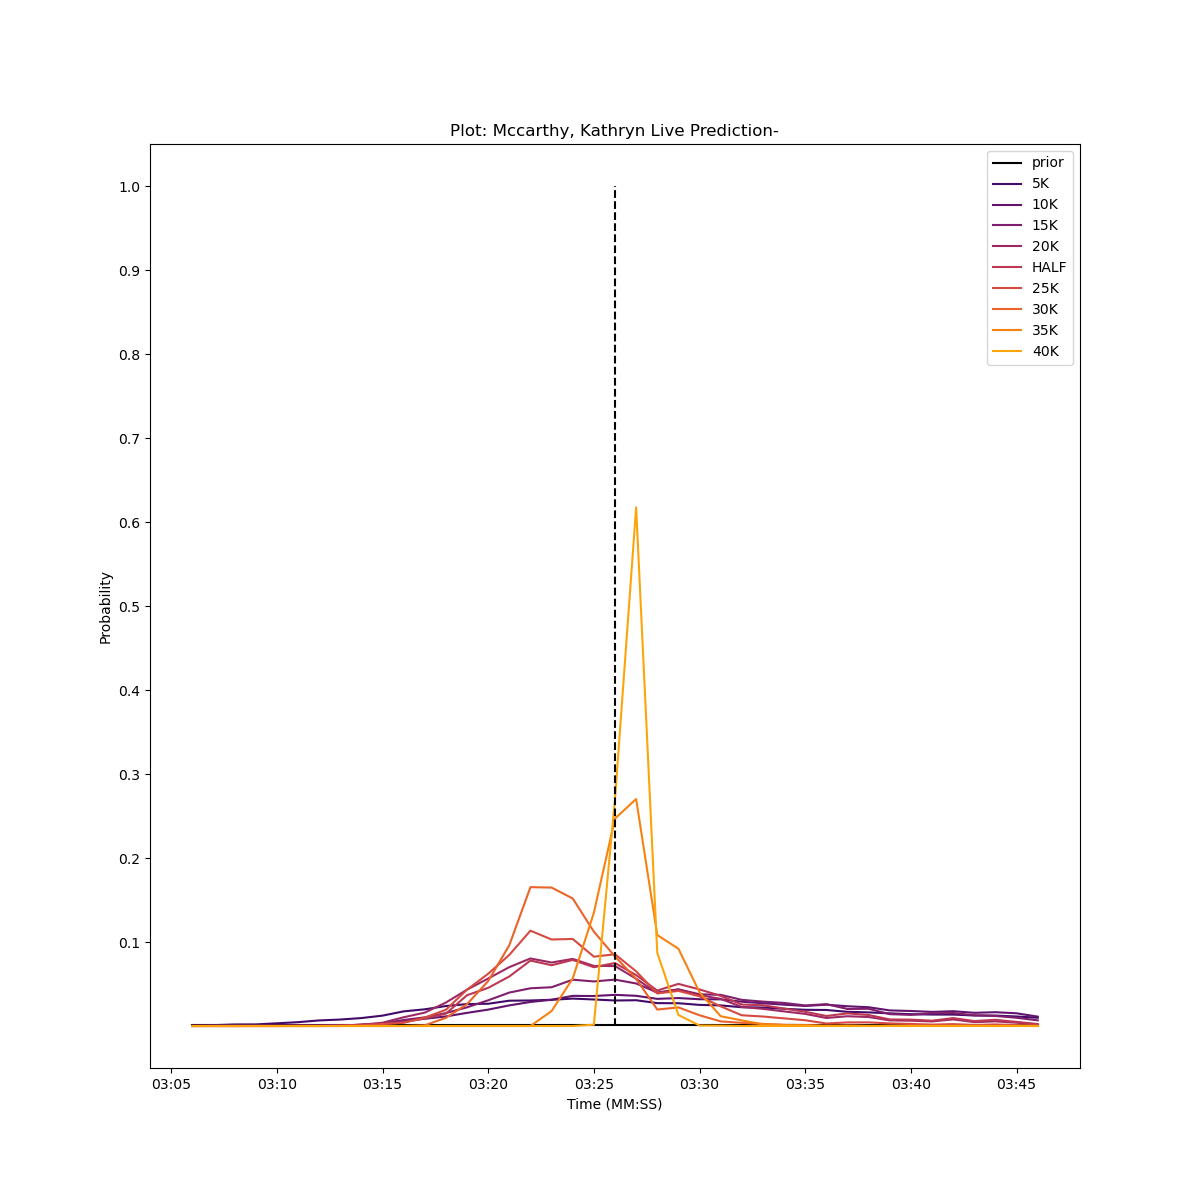 Plot: Mccarthy, Kathryn Live Prediction-
prior
5K
10K
15K
20K
HALF
25K
30K
35K
40K
1.0
0.9
0.8
0.7
0.6
0.5
0.4
0.3
0.2
0.1
Probability
03:05 03:10 03:15 03:20 03:25 03:30 03:35 03:40 03:45
Time (MM:SS)